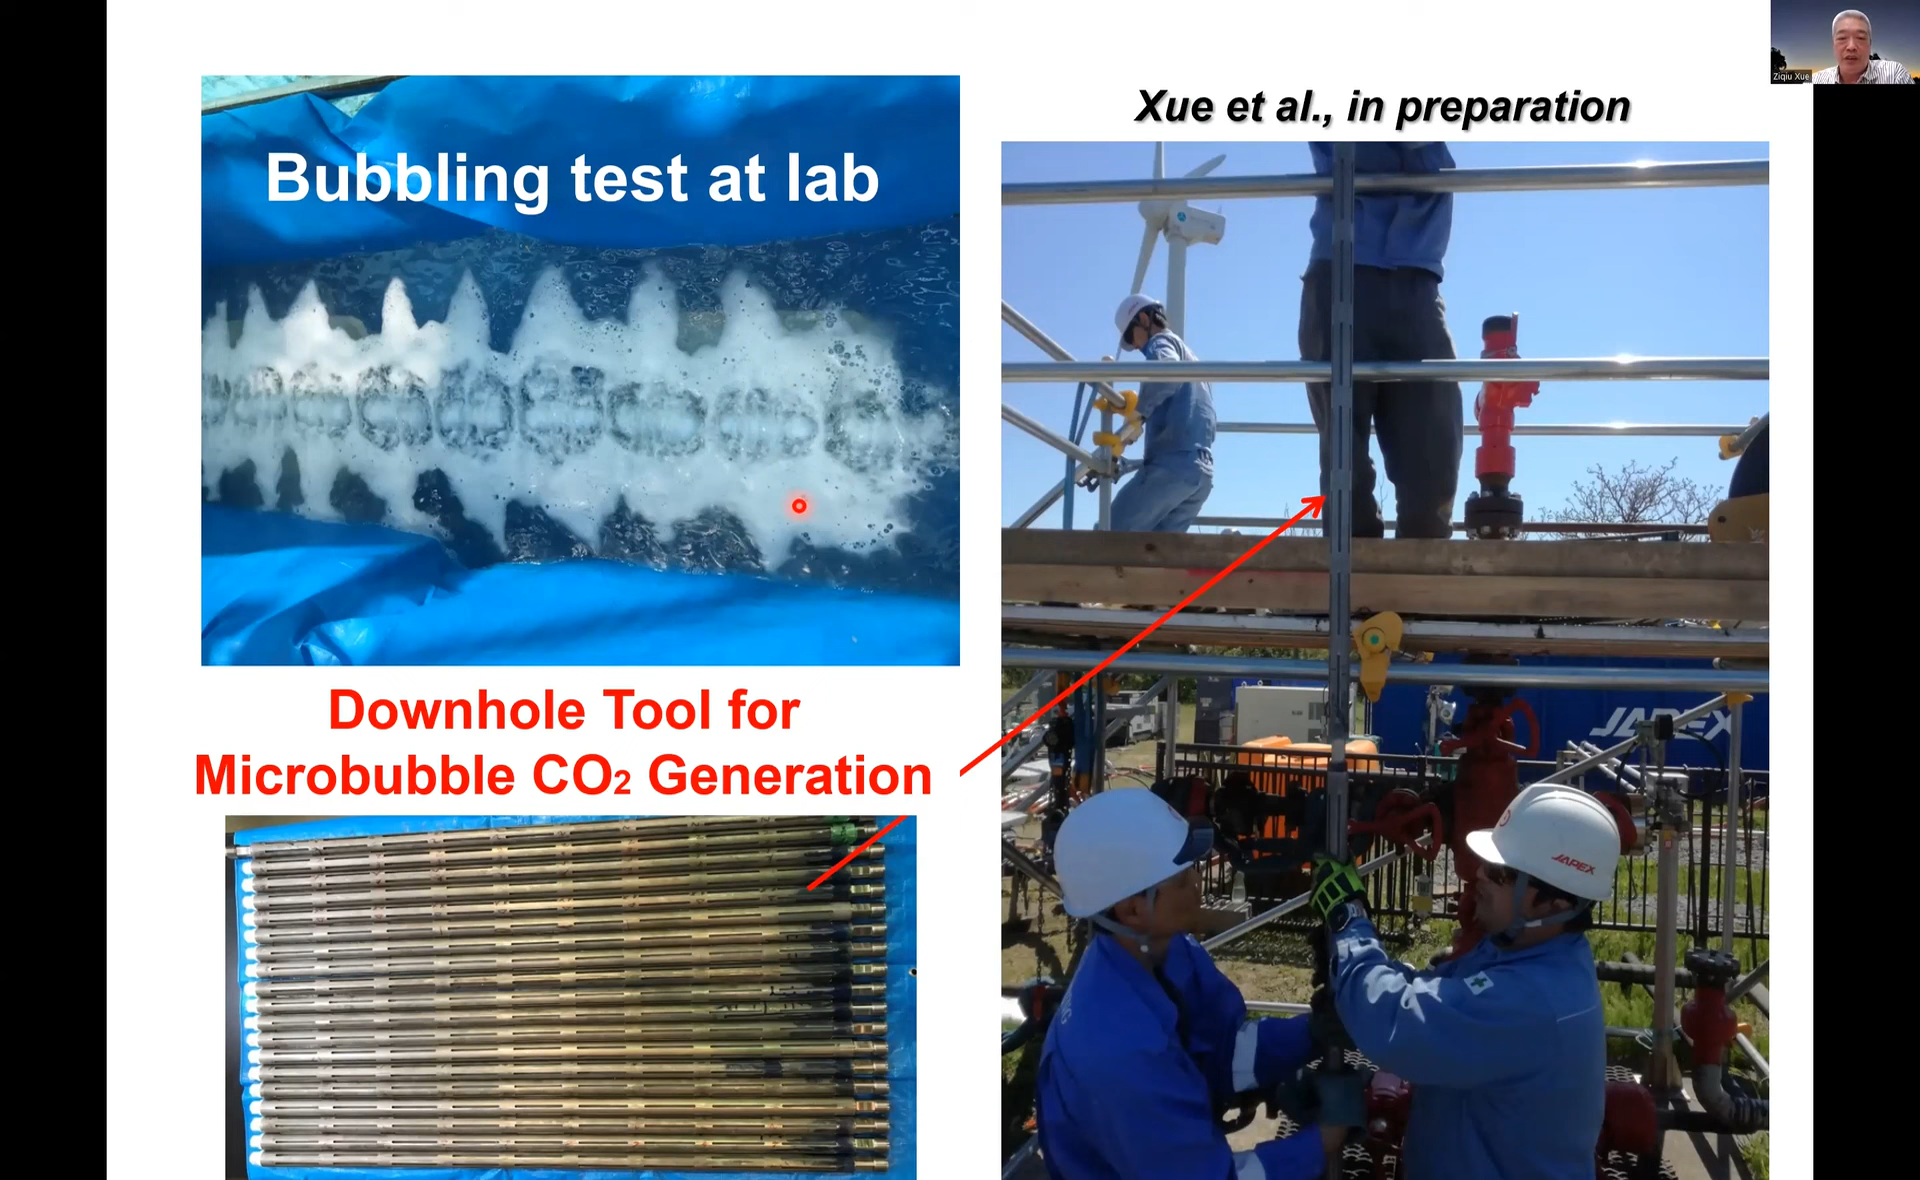 Ziqiu Xue
Xue et al., in preparation
Bubbling test at lab
Downhole Tool for
Microbubble CO₂ Generation
JAPEX
JAPEX